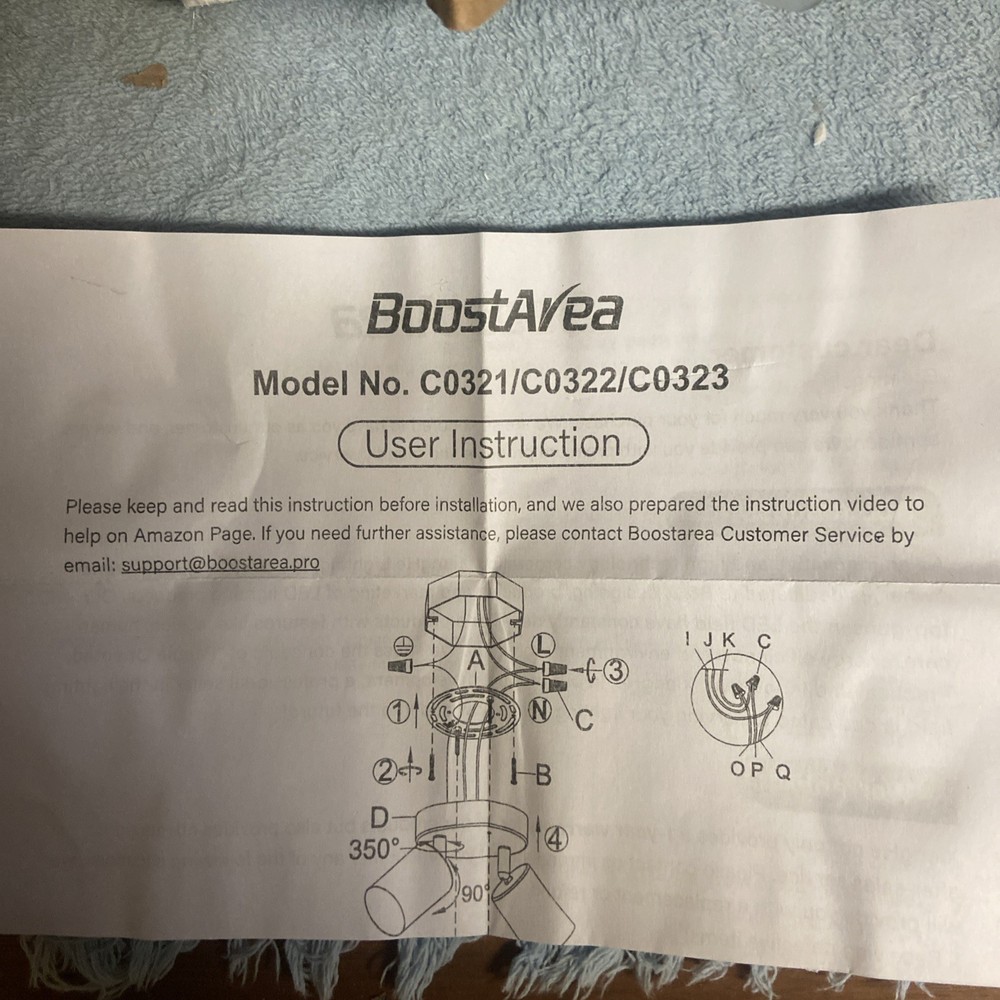 BoostArea
Model No. C0321/C0322/C0323
User Instruction
Please keep and read this instruction before installation, and we also prepared the instruction video to
help on Amazon Page. If you need further assistance, please contact Boostarea Customer Service by
email: support@boostarea.pro
I J K C
L
A
③
① N C
② B
O P Q
D
350° ④
90°